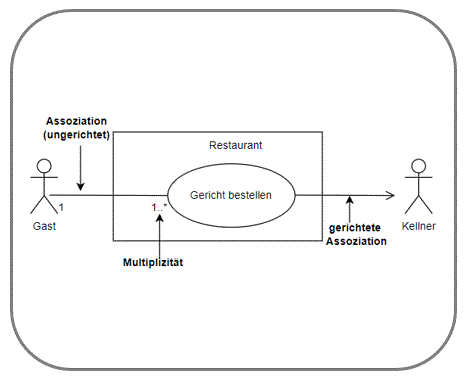 Assoziation
(ungerichtet)
Restaurant
Gericht bestellen
1
1..*
Gast
Kellner
gerichtete
Assoziation
Multiplizität